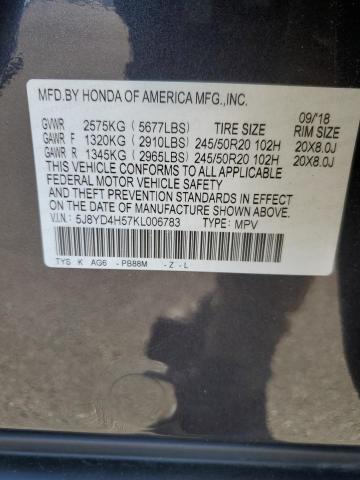 MFD.BY HONDA OF AMERICA MFG.,INC.
09/18
GVWR 2575KG (5677LBS) TIRE SIZE RIM SIZE
GAWR F 1320KG (2910LBS) 245/50R20 102H 20X8.0J
GAWR R 1345KG (2965LBS) 245/50R20 102H 20X8.0J
THIS VEHICLE CONFORMS TO ALL APPLICABLE
FEDERAL MOTOR VEHICLE SAFETY
AND THEFT PREVENTION STANDARDS IN EFFECT
ON THE DATE OF MANUFACTURE SHOWN ABOVE.
V.I.N.: 5J8YD4H57KL006783 TYPE: MPV
TYS K AG6 -PB88M -Z -L